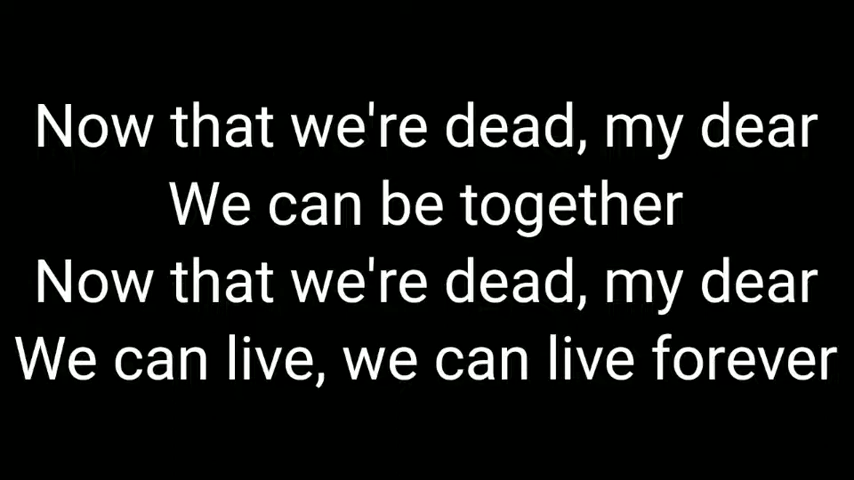 Now that we're dead, my dear
We can be together
Now that we're dead, my dear
We can live, we can live forever